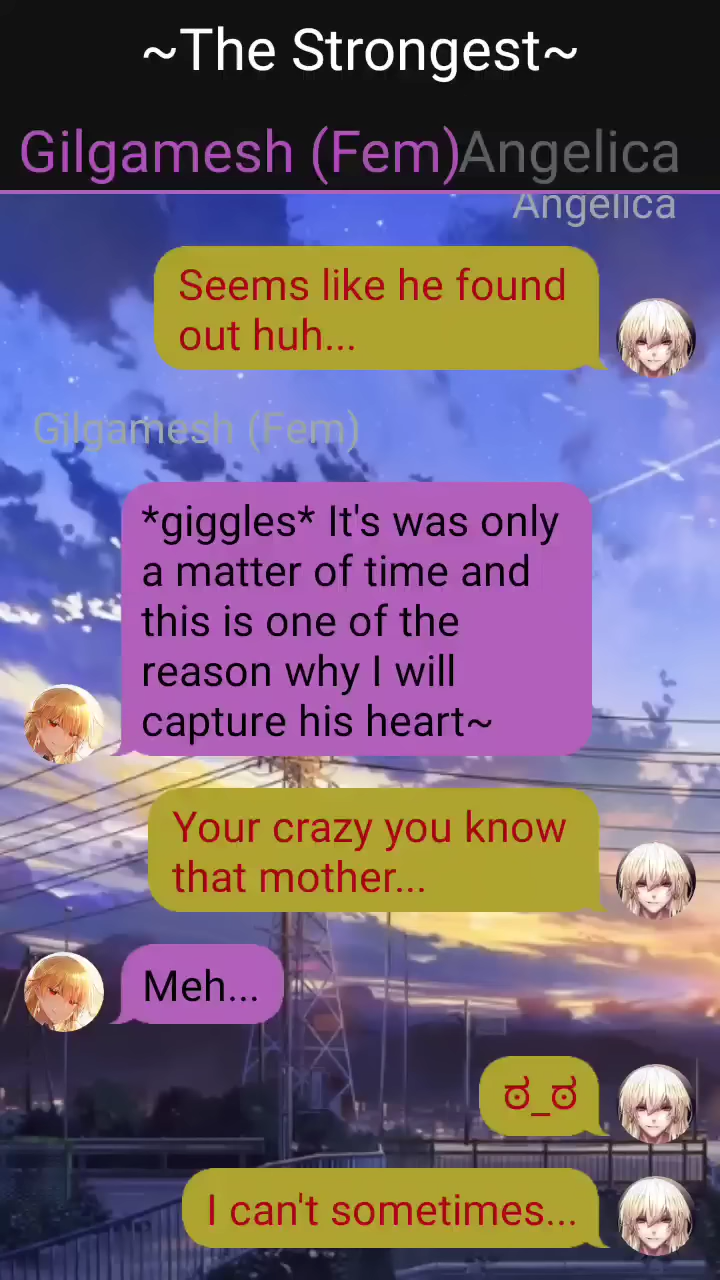 ~The Strongest~
Gilgamesh (Fem) Angelica
Angelica
Seems like he found
out huh...
Gilgamesh (Fem)
*giggles* It's was only
a matter of time and
this is one of the
reason why I will
capture his heart~
Your crazy you know
that mother...
Meh...
ಠ_ಠ
I can't sometimes...